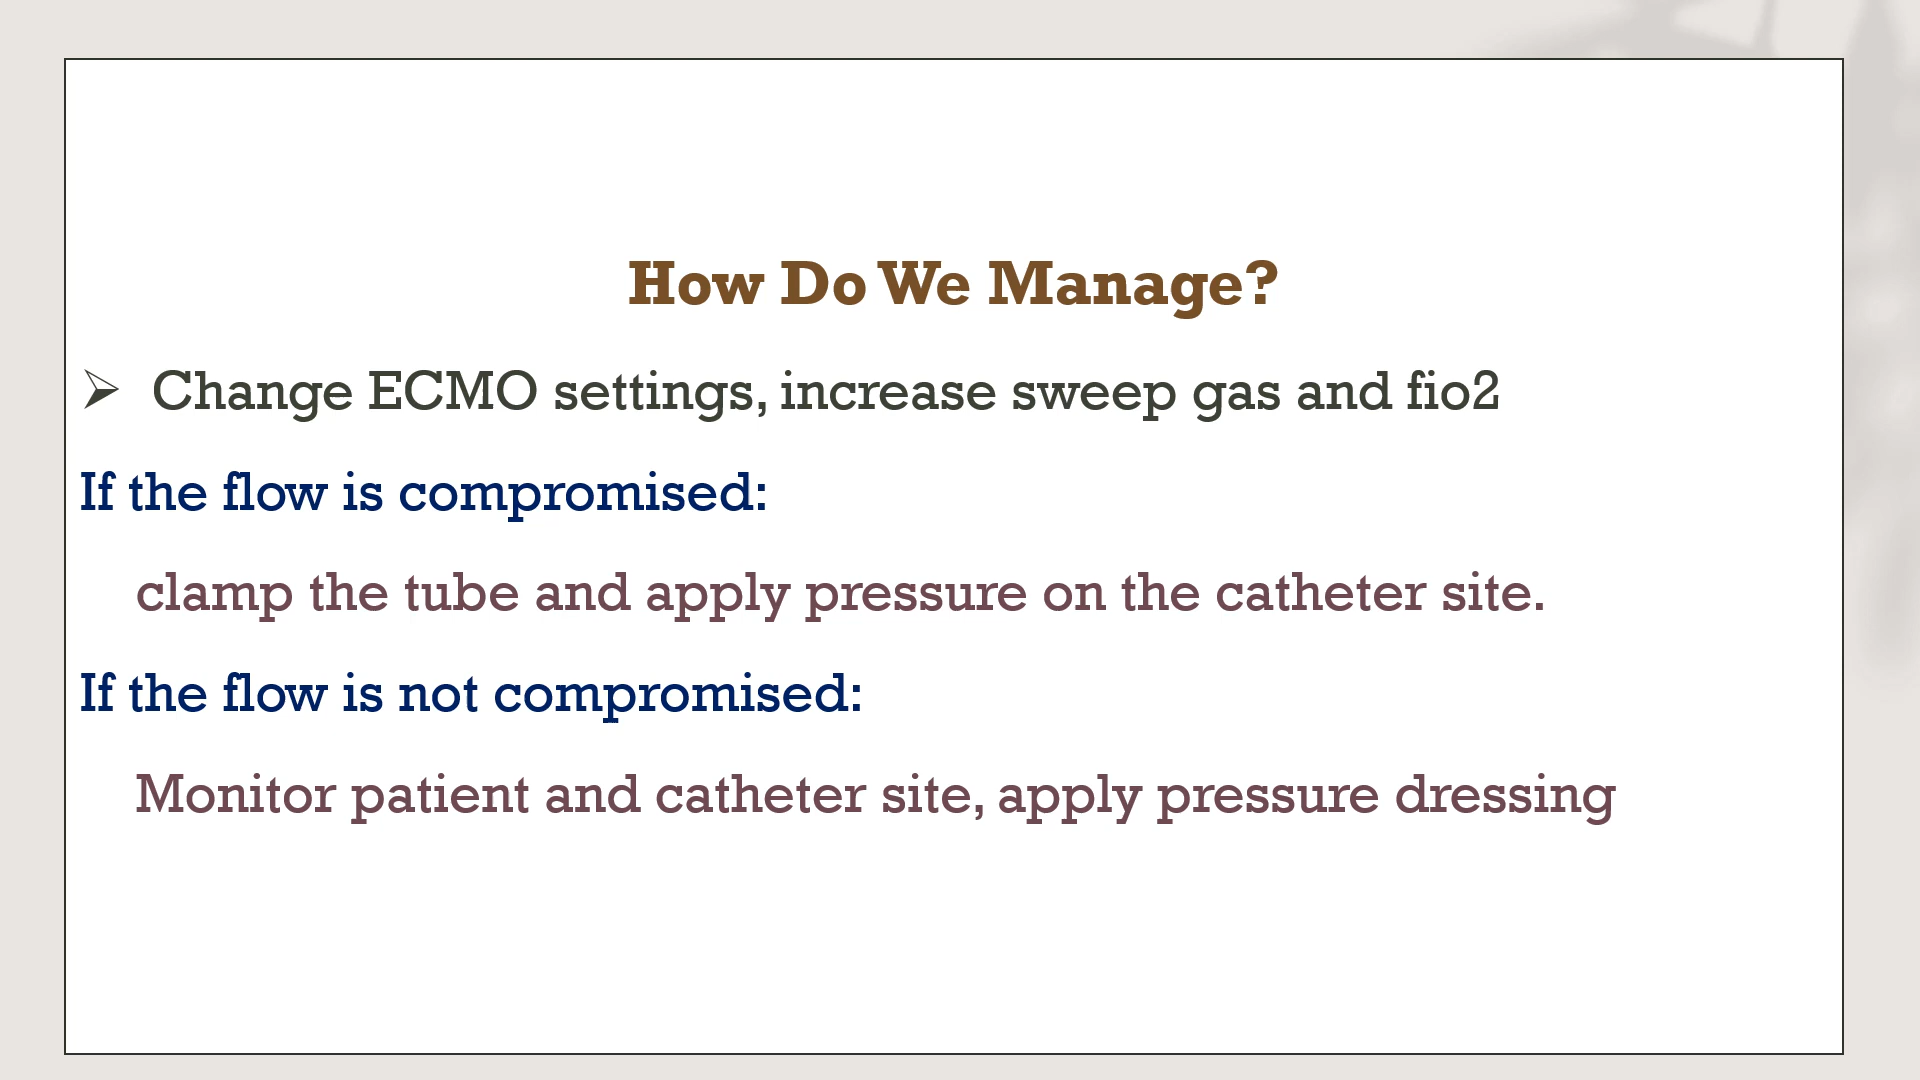 How Do We Manage?
➢ Change ECMO settings, increase sweep gas and fio2
If the flow is compromised:
clamp the tube and apply pressure on the catheter site.
If the flow is not compromised:
Monitor patient and catheter site, apply pressure dressing